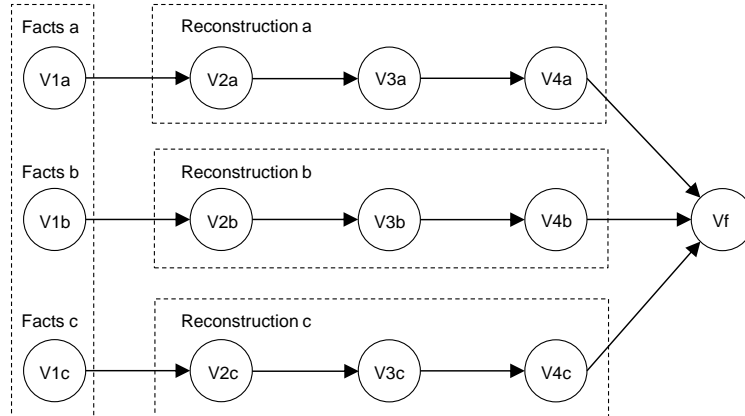 Facts a
Reconstruction a
V1a
V2a
V3a
V4a
Facts b
Reconstruction b
V1b
V2b
V3b
V4b
Vf
Facts c
Reconstruction c
V1c
V2c
V3c
V4c